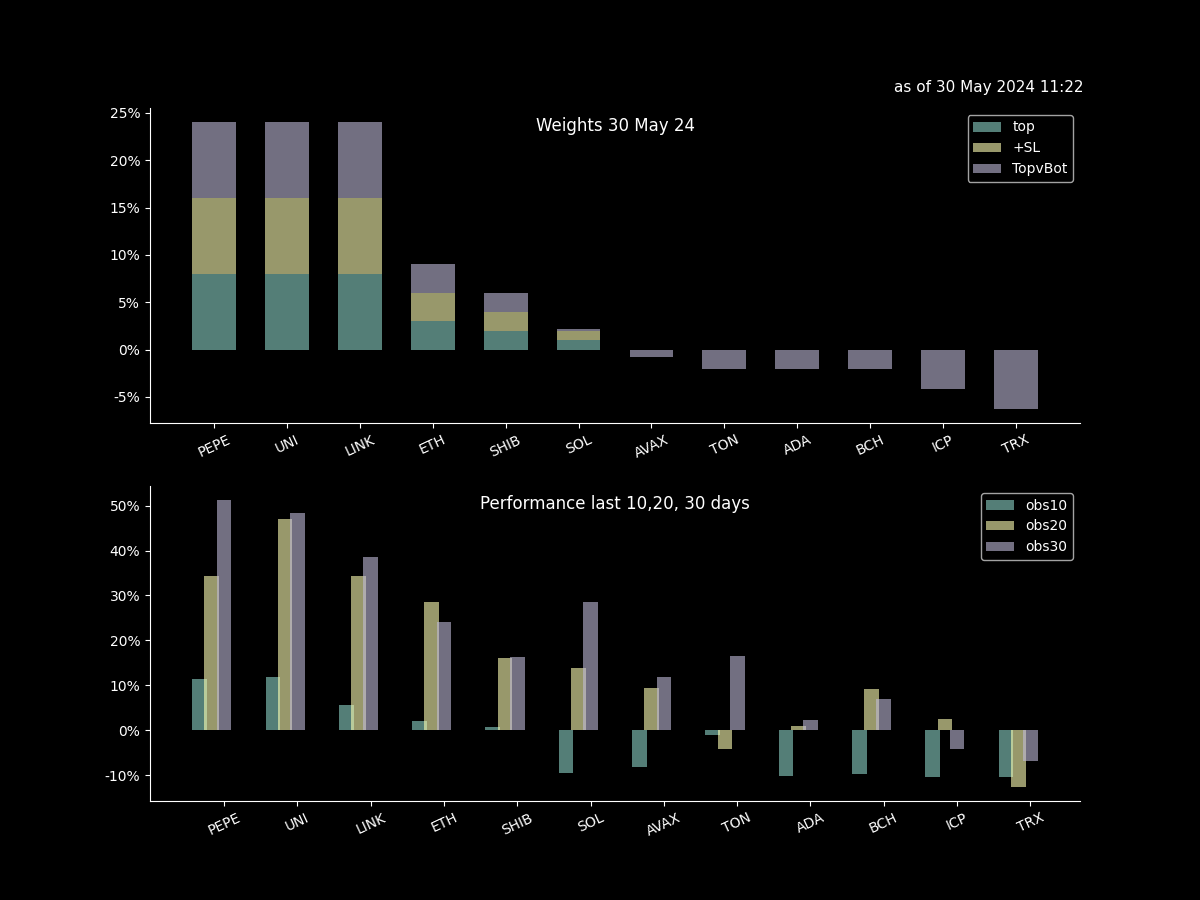 as of 30 May 2024 11:22
Weights 30 May 24
top
+SL
TopvBot
25%
20%
15%
10%
5%
0%
-5%
PEPE UNI LINK ETH SHIB SOL AVAX TON ADA BCH ICP TRX
Performance last 10,20, 30 days
obs10
obs20
obs30
50%
40%
30%
20%
10%
0%
-10%
PEPE UNI LINK ETH SHIB SOL AVAX TON ADA BCH ICP TRX